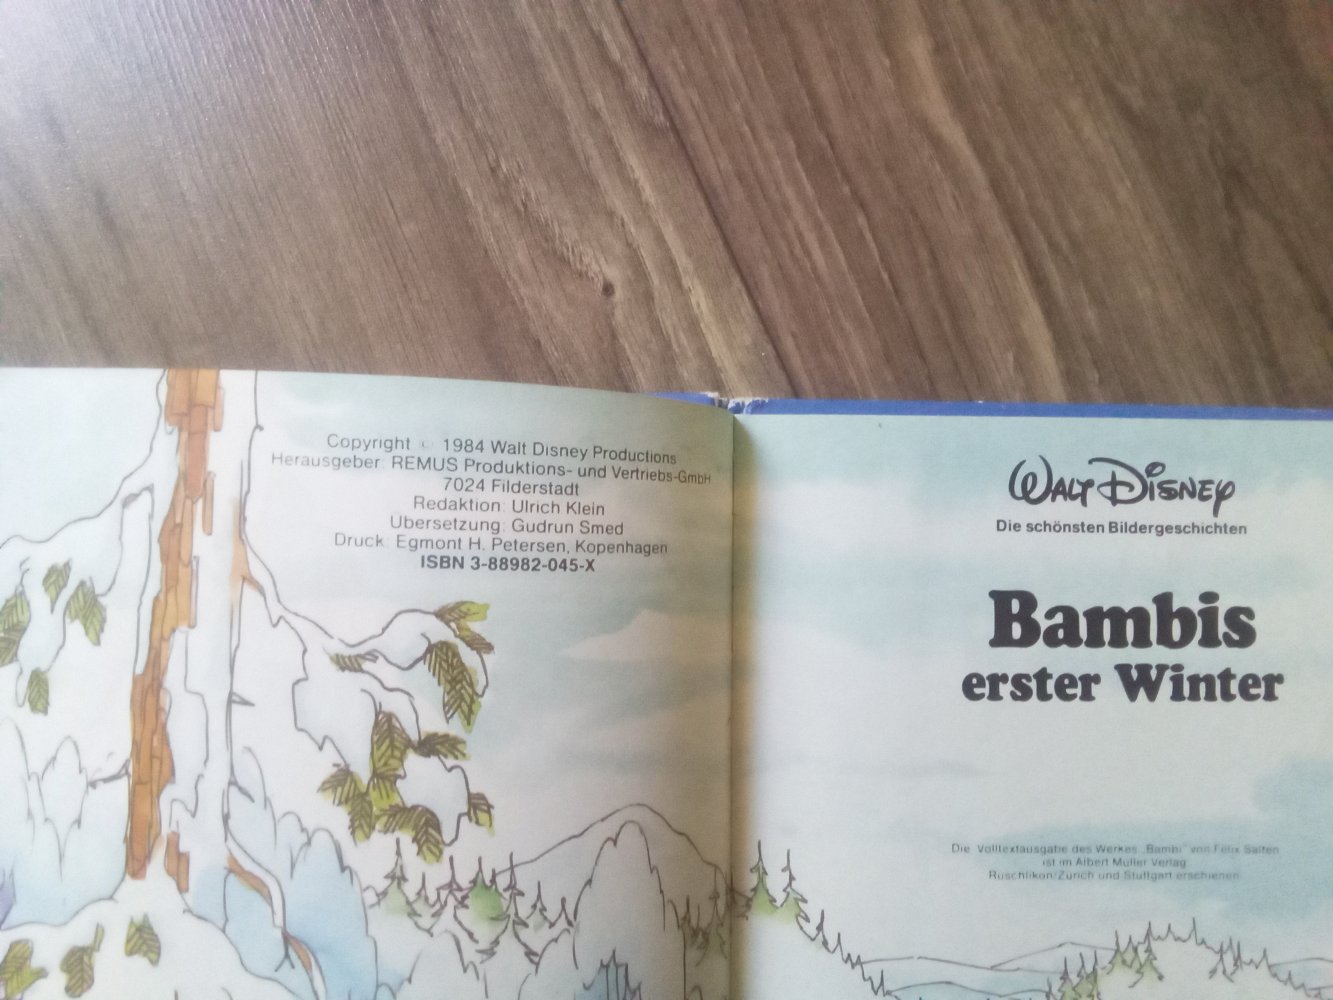 Copyright © 1984 Walt Disney Productions
Herausgeber: REMUS Produktions- und Vertriebs-GmbH
7024 Filderstadt
Redaktion: Ulrich Klein
Übersetzung: Gudrun Smed
Druck: Egmont H. Petersen, Kopenhagen
ISBN 3-88982-045-X
WALT DISNEY
Die schönsten Bildergeschichten
Bambis
erster Winter
Die Volltextausgabe des Werkes „Bambi“ von Felix Salten
ist im Albert Müller Verlag
Rüschlikon/Zürich und Stuttgart erschienen